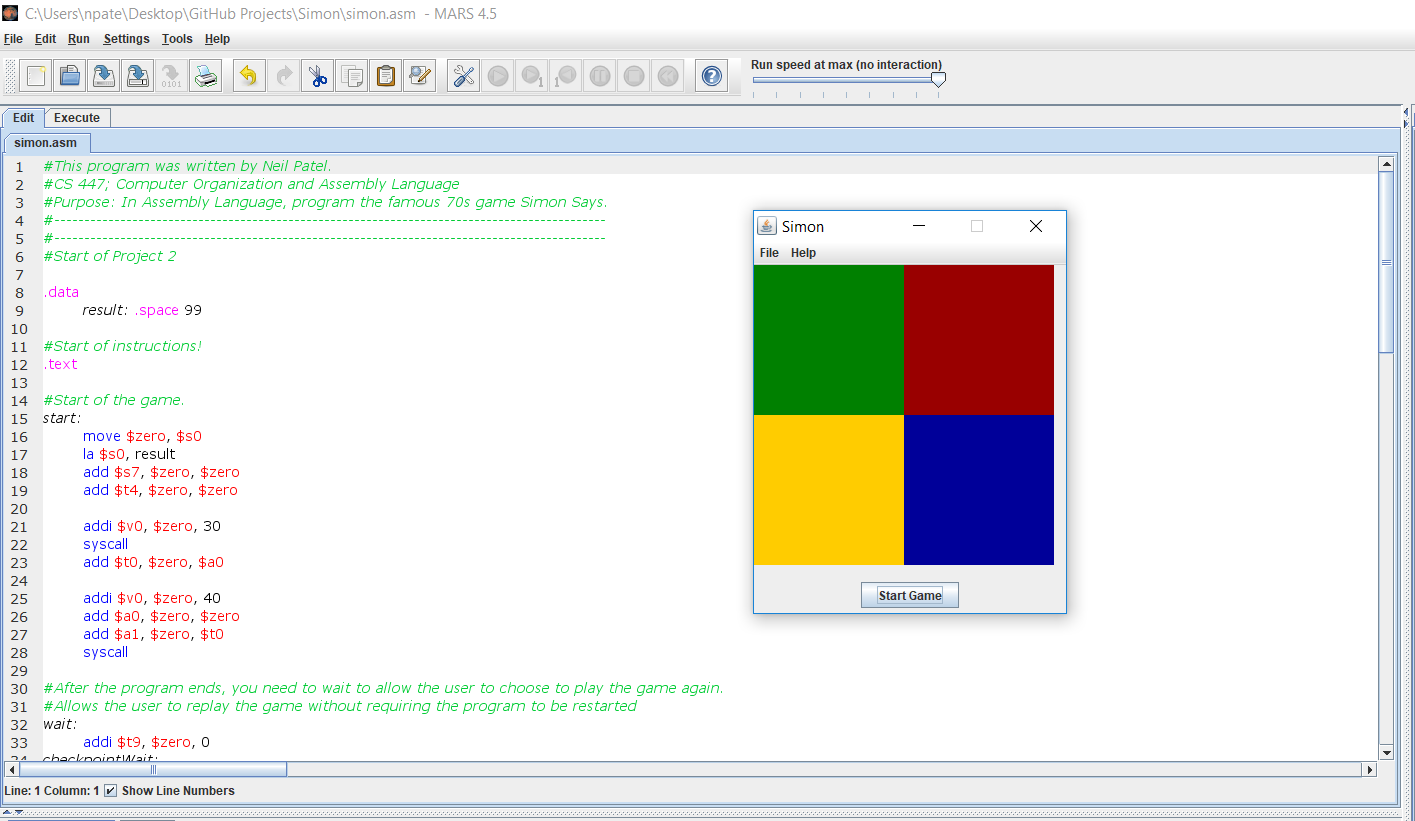 C:\Users\npate\Desktop\GitHub Projects\Simon\simon.asm - MARS 4.5
File Edit Run Settings Tools Help
Run speed at max (no interaction)
Edit Execute
simon.asm
1 #This program was written by Neil Patel.
2 #CS 447; Computer Organization and Assembly Language
3 #Purpose: In Assembly Language, program the famous 70s game Simon Says.
4 #--------------------------------------------------------------------------------------------
5 #--------------------------------------------------------------------------------------------
6 #Start of Project 2
7
8 .data
9 result: .space 99
10
11 #Start of instructions!
12 .text
13
14 #Start of the game.
15 start:
16 move $zero, $s0
17 la $s0, result
18 add $s7, $zero, $zero
19 add $t4, $zero, $zero
20
21 addi $v0, $zero, 30
22 syscall
23 add $t0, $zero, $a0
24
25 addi $v0, $zero, 40
26 add $a0, $zero, $zero
27 add $a1, $zero, $t0
28 syscall
29
30 #After the program ends, you need to wait to allow the user to choose to play the game again.
31 #Allows the user to replay the game without requiring the program to be restarted
32 wait:
33 addi $t9, $zero, 0
34 checkpointWait:
Line: 1 Column: 1 Show Line Numbers
Simon
File Help
Start Game